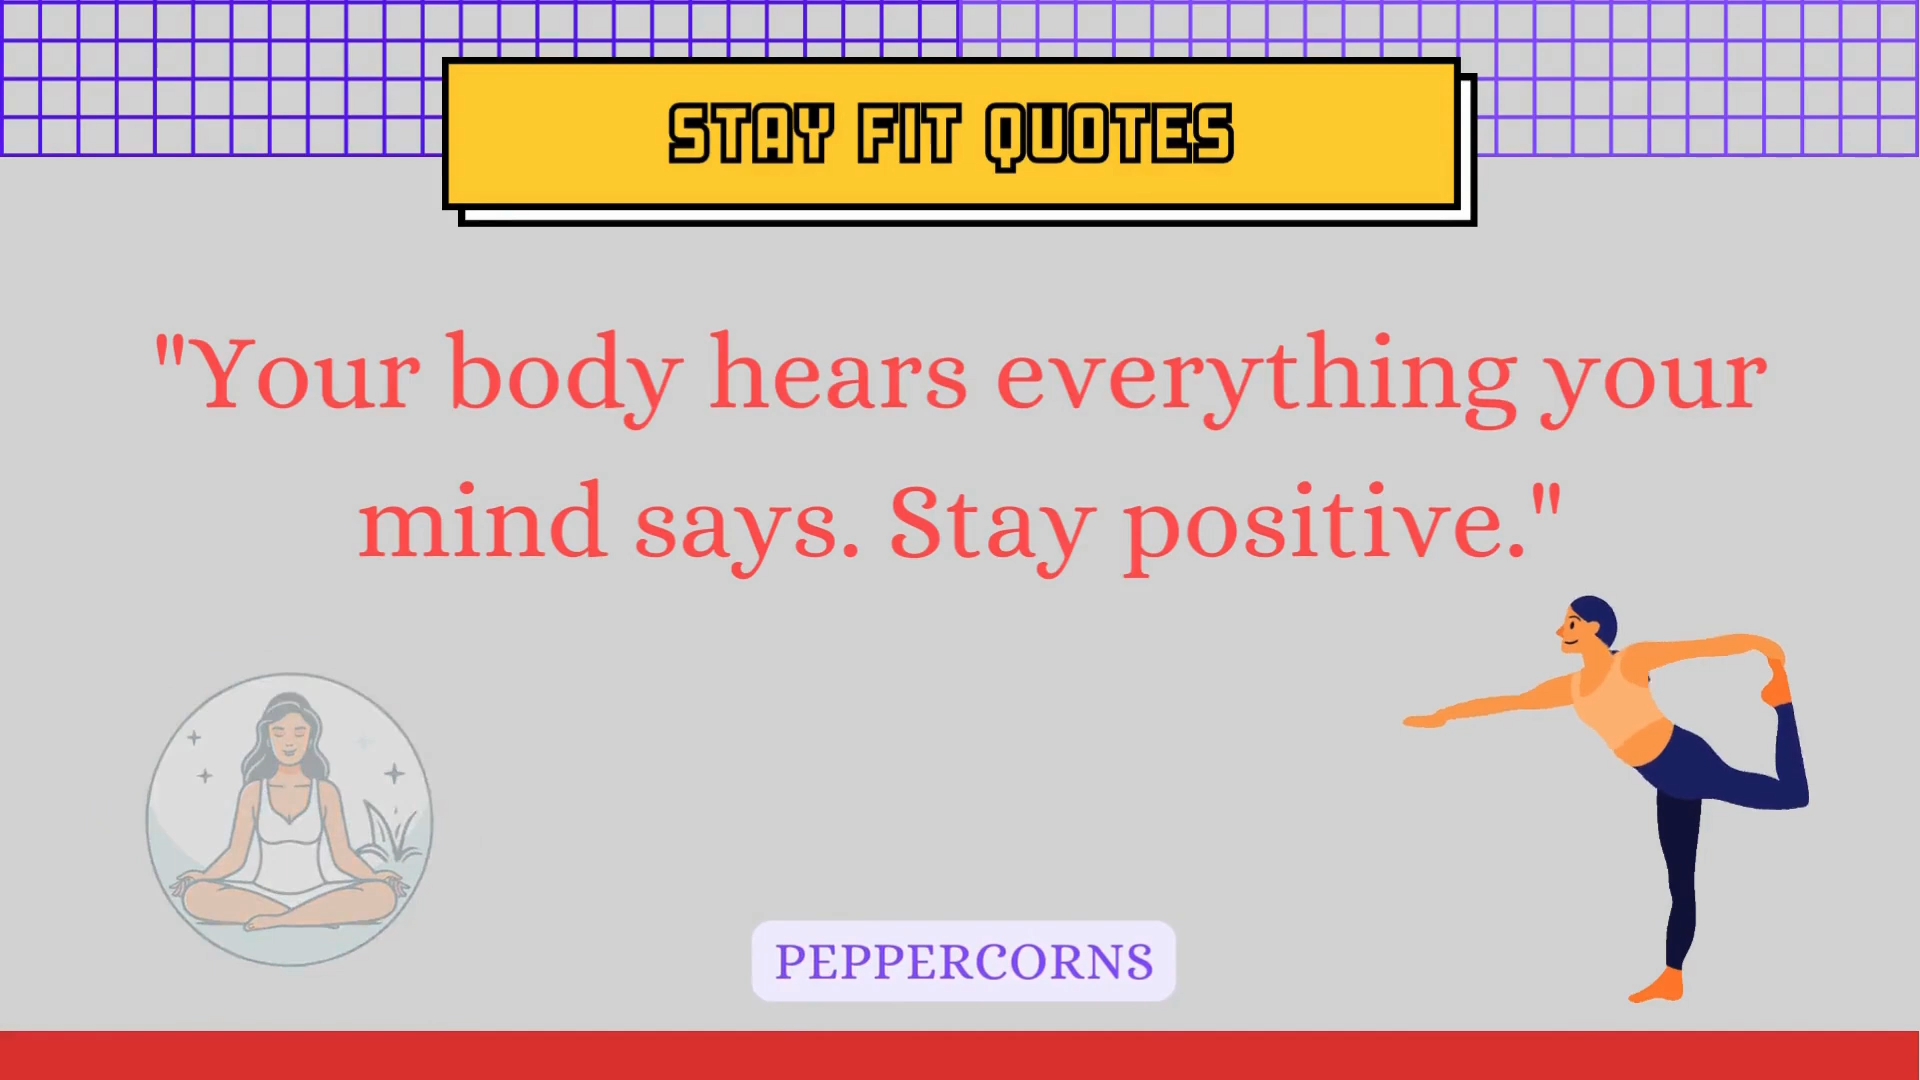 STAY FIT QUOTES
"Your body hears everything your
mind says. Stay positive."
PEPPERCORNS